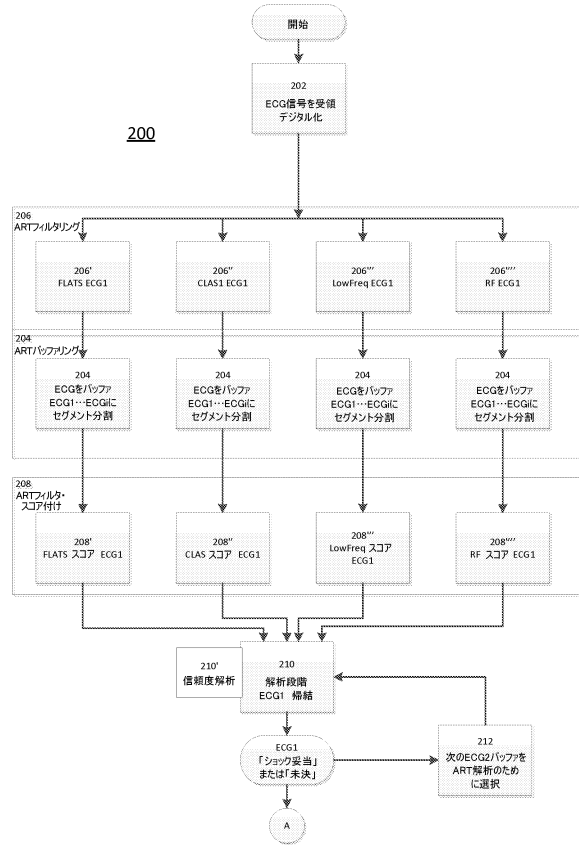 開始
202
ECG信号を受領
デジタル化
200
206
ARTフィルタリング
206'
FLATS ECG1
206''
CLAS1 ECG1
206'''
LowFreq ECG1
206''''
RF ECG1
204
ARTバッファリング
204
ECGをバッファ
ECG1…ECGiに
セグメント分割
204
ECGをバッファ
ECG1…ECGiに
セグメント分割
204
ECGをバッファ
ECG1…ECGiに
セグメント分割
204
ECGをバッファ
ECG1…ECGiに
セグメント分割
208
ARTフィルタ・
スコア付け
208'
FLATS スコア ECG1
208''
CLAS スコア ECG1
208'''
LowFreq スコア
ECG1
208''''
RF スコア ECG1
210'
信頼度解析
210
解析段階
ECG1 帰結
ECG1
「ショック妥当」
または「未決」
212
次のECG2バッファを
ART解析のため
に選択
A